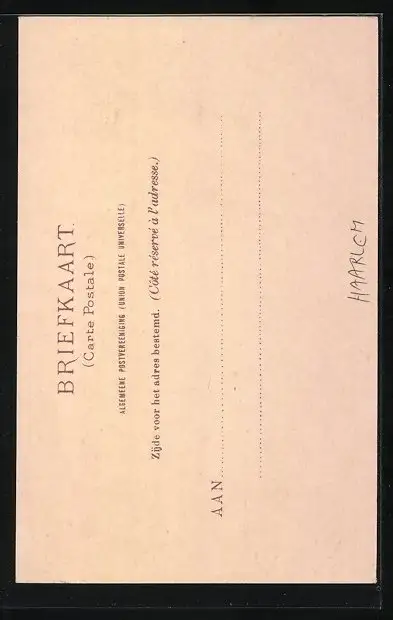 BRIEFKAART.
(Carte Postale)
ALGEMEENE POSTVEREENIGING (UNION POSTALE UNIVERSELLE)
Zijde voor het adres bestemd. (Côté réservé à l'adresse.)
AAN
HAARLEM